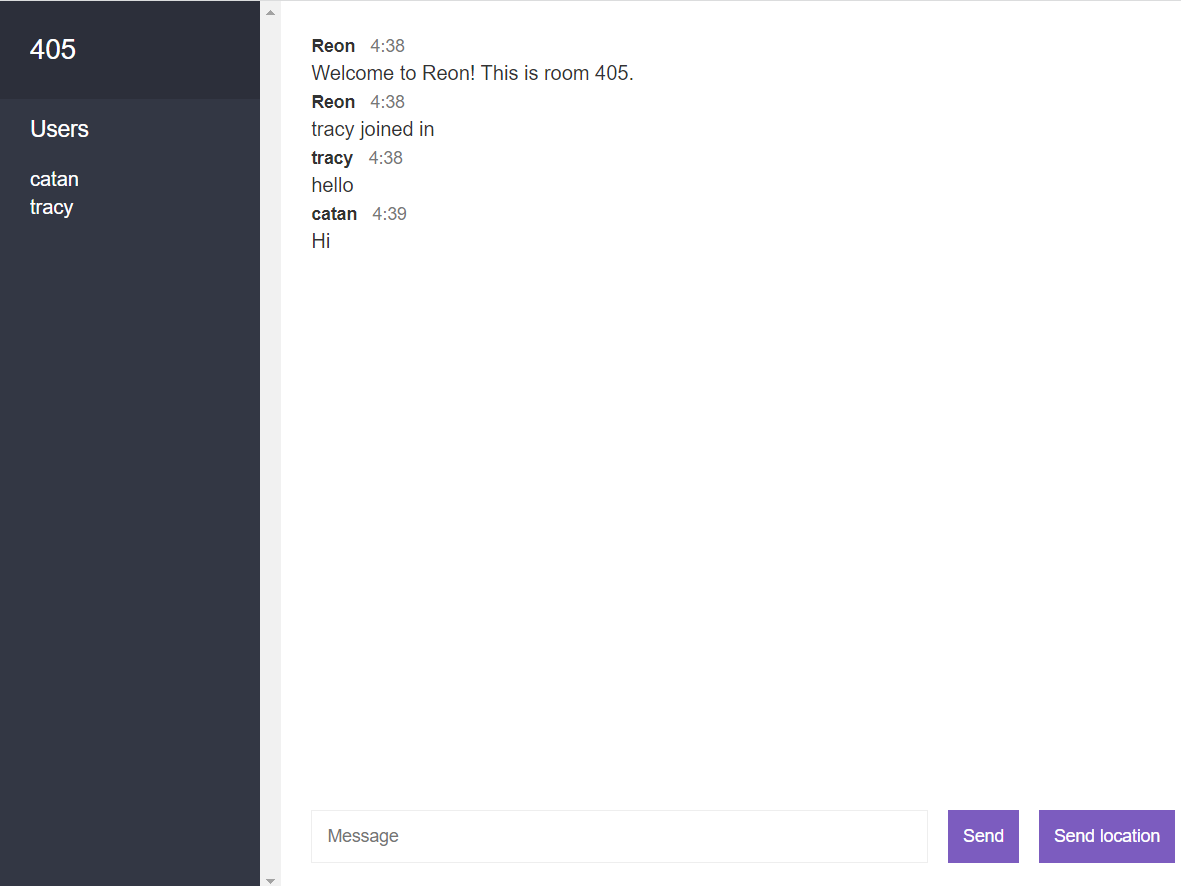 405
Users
catan
tracy
Reon 4:38
Welcome to Reon! This is room 405.
Reon 4:38
tracy joined in
tracy 4:38
hello
catan 4:39
Hi
Message
Send
Send location